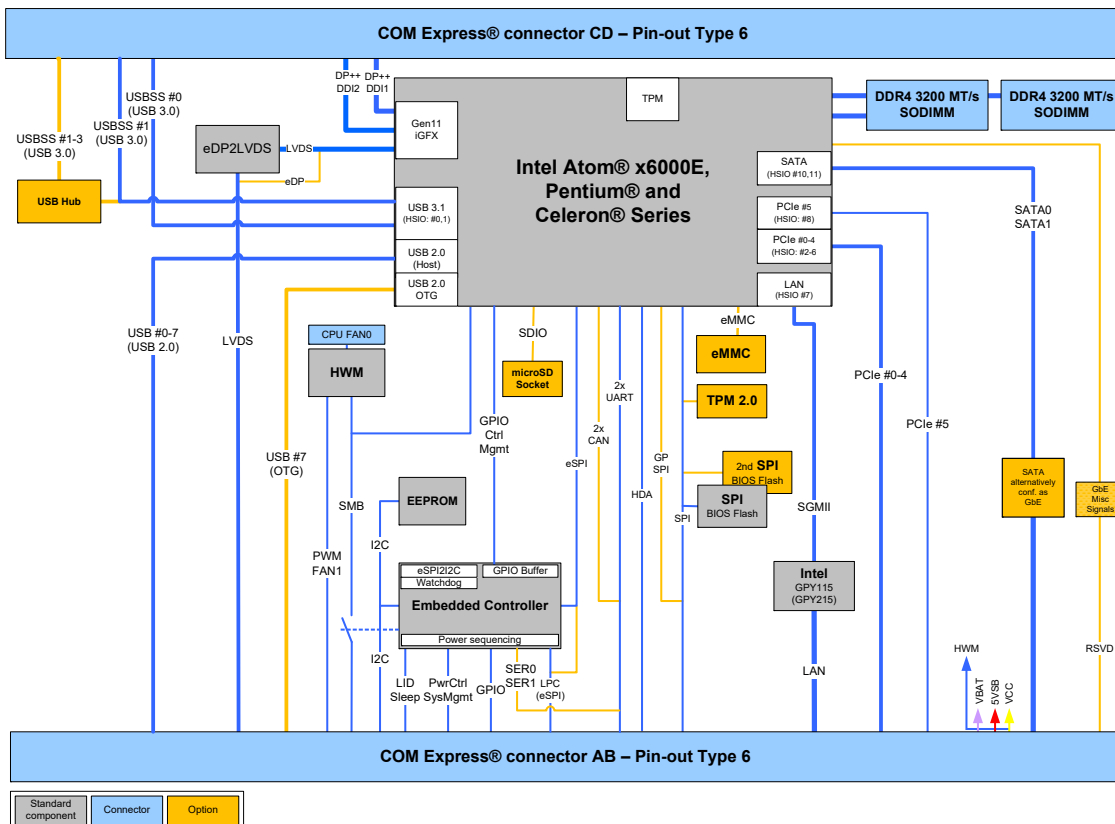 COM Express® connector CD – Pin-out Type 6
USBSS #1-3
(USB 3.0)
USB Hub
USBSS #1
(USB 3.0)
USBSS #0
(USB 3.0)
DP++
DDI2
DP++
DDI1
eDP2LVDS
LVDS
eDP
Gen11
iGFX
TPM
Intel Atom® x6000E,
Pentium® and
Celeron® Series
USB 3.1
(HSIO: #0,1)
USB 2.0
(Host)
USB 2.0
OTG
SATA
(HSIO #10,11)
PCIe #5
(HSIO: #8)
PCIe #0-4
(HSIO: #2-6
LAN
(HSIO #7)
DDR4 3200 MT/s
SODIMM
DDR4 3200 MT/s
SODIMM
SATA0
SATA1
USB #0-7
(USB 2.0)
LVDS
CPU FAN0
HWM
SDIO
microSD
Socket
eMMC
eMMC
TPM 2.0
2nd SPI
BIOS Flash
SPI
BIOS Flash
PCIe #0-4
PCIe #5
USB #7
(OTG)
GPIO
Ctrl
Mgmt
eSPI
2x
CAN
2x
UART
HDA
GP
SPI
SPI
SGMII
SATA
alternatively
conf. as
GbE
GbE
Misc
Signals
SMB
EEPROM
I2C
PWM
FAN1
eSPI2I2C
Watchdog
GPIO Buffer
Embedded Controller
Power sequencing
Intel
GPY115
(GPY215)
I2C
LID
Sleep
PwrCtrl
SysMgmt
GPIO
SER0
SER1
LPC
(eSPI)
LAN
HWM
VBAT
5VSB
VCC
RSVD
COM Express® connector AB – Pin-out Type 6
Standard
component
Connector
Option